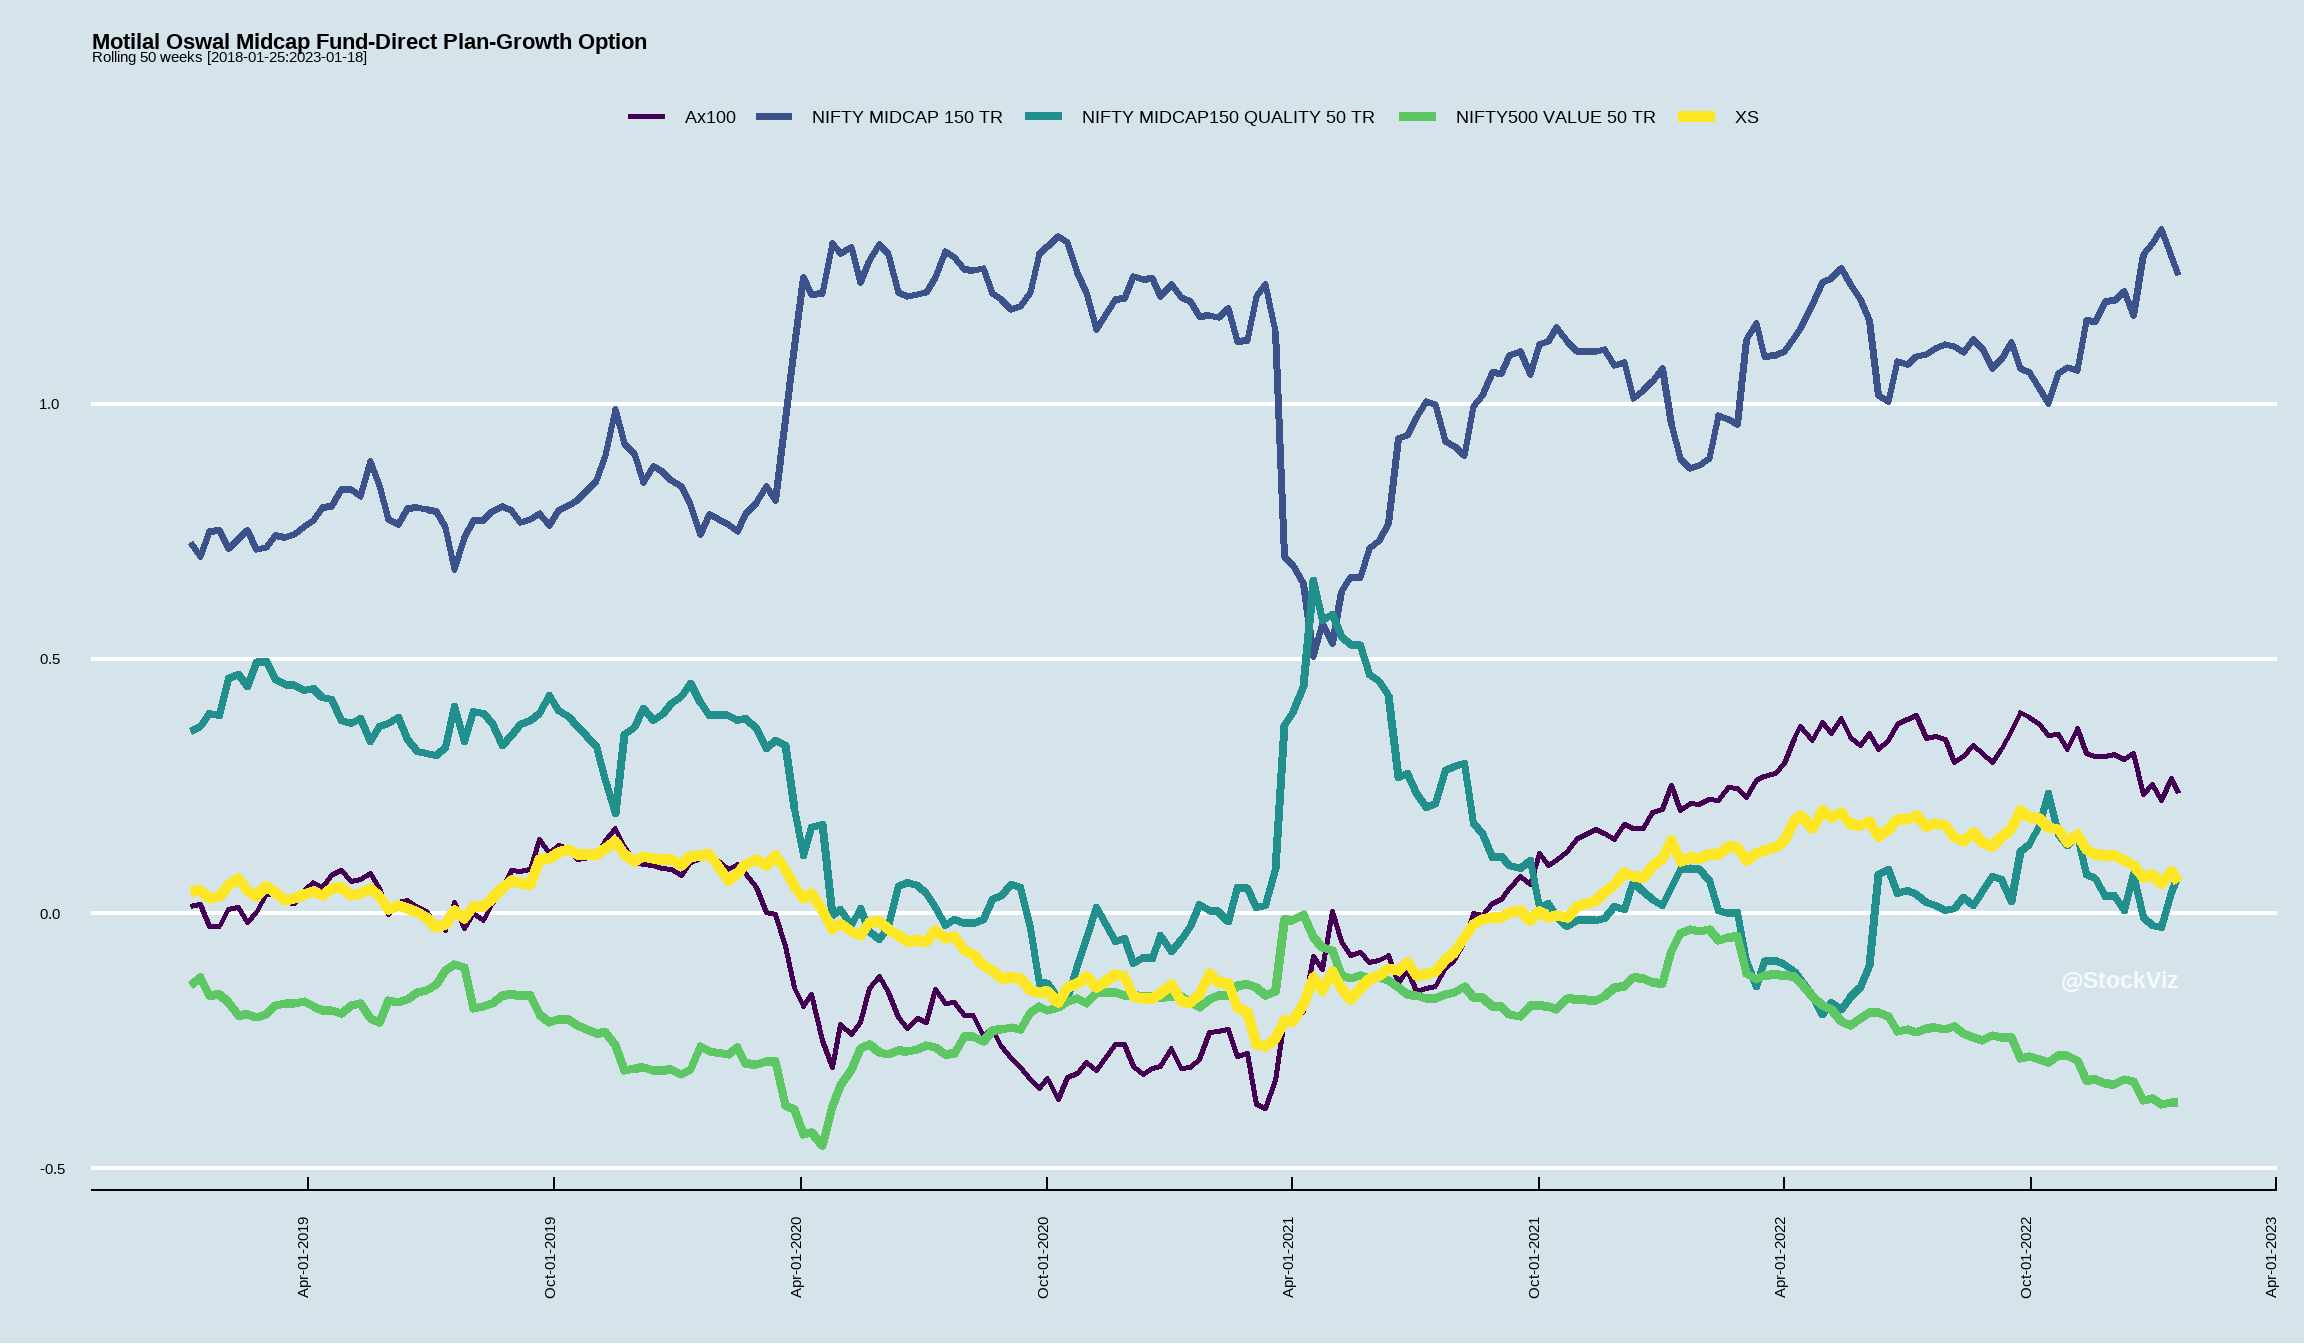 Motilal Oswal Midcap Fund-Direct Plan-Growth Option
Rolling 50 weeks [2018-01-25:2023-01-18]
Ax100 NIFTY MIDCAP 150 TR NIFTY MIDCAP150 QUALITY 50 TR NIFTY500 VALUE 50 TR XS
1.0
0.5
0.0
@StockViz
-0.5
Apr-01-2019 Oct-01-2019 Apr-01-2020 Oct-01-2020 Apr-01-2021 Oct-01-2021 Apr-01-2022 Oct-01-2022 Apr-01-2023